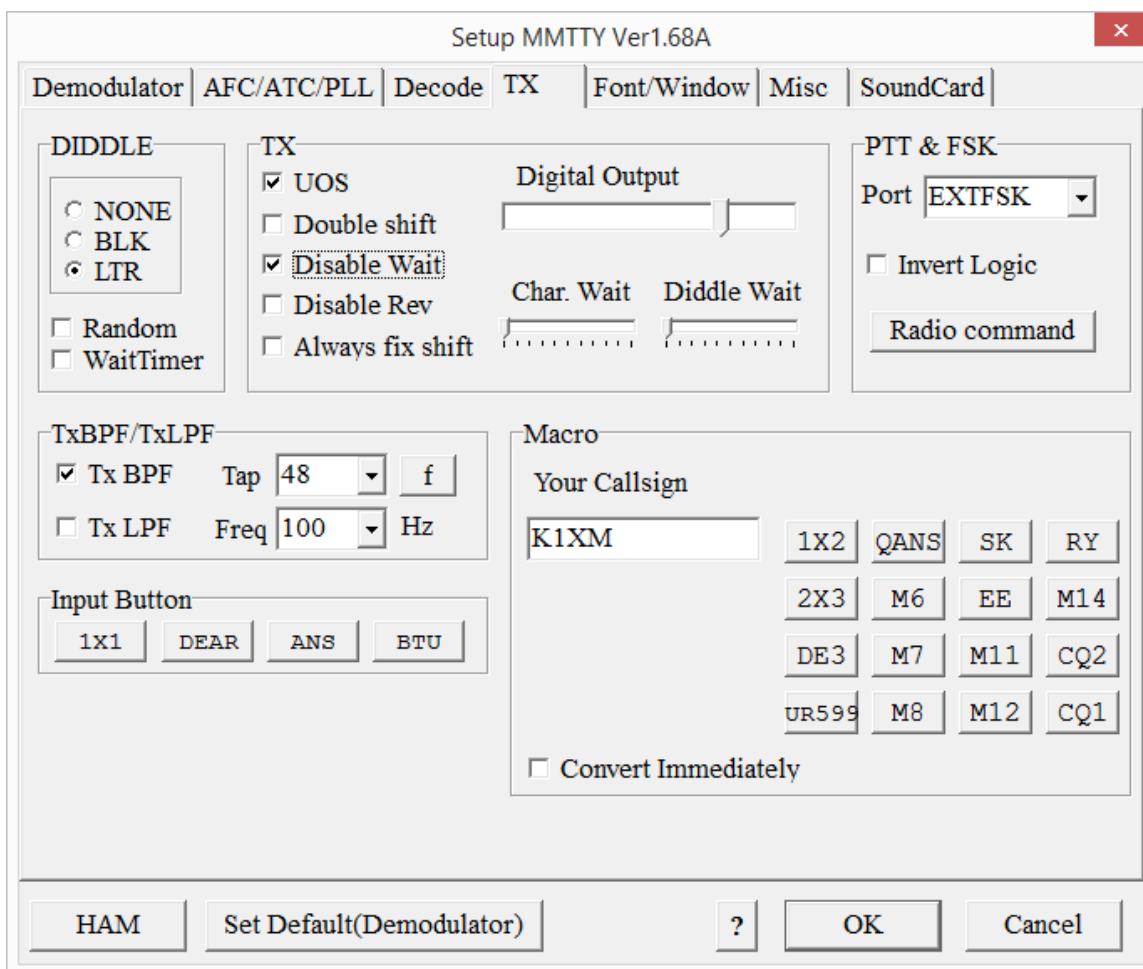 Setup MMTTY Ver1.68A
Demodulator AFC/ATC/PLL Decode TX Font/Window Misc SoundCard
DIDDLE
NONE
BLK
LTR
Random
WaitTimer
TX
UOS
Double shift
Disable Wait
Disable Rev
Always fix shift
Digital Output
Char. Wait Diddle Wait
PTT & FSK
Port EXTFSK
Invert Logic
Radio command
TxBPF/TxLPF
Tx BPF Tap 48 f
Tx LPF Freq 100 Hz
Input Button
1X1 DEAR ANS BTU
Macro
Your Callsign
K1XM
1X2 QANS SK RY
2X3 M6 EE M14
DE3 M7 M11 CQ2
UR599 M8 M12 CQ1
Convert Immediately
HAM Set Default(Demodulator) ? OK Cancel